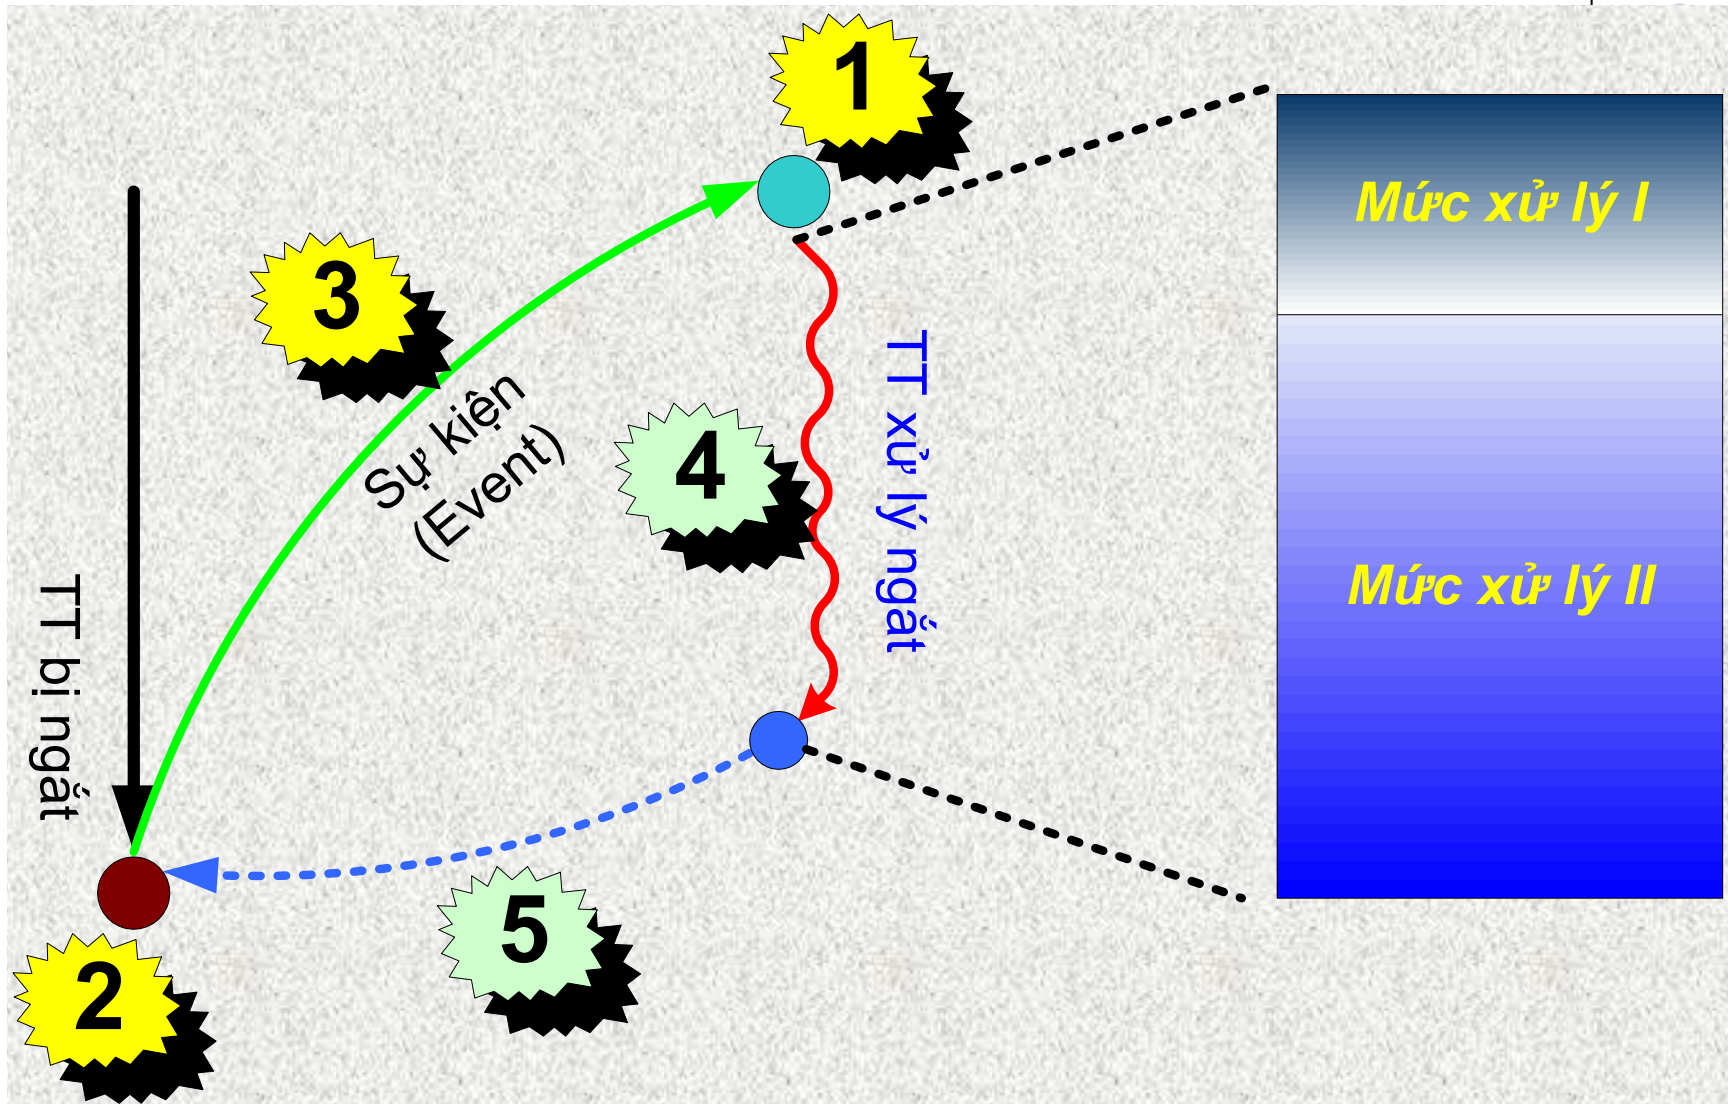 1
Mức xử lý I
3
Sự kiện
(Event)
TT xử lý ngắt
4
Mức xử lý II
TT bị ngắt
5
2